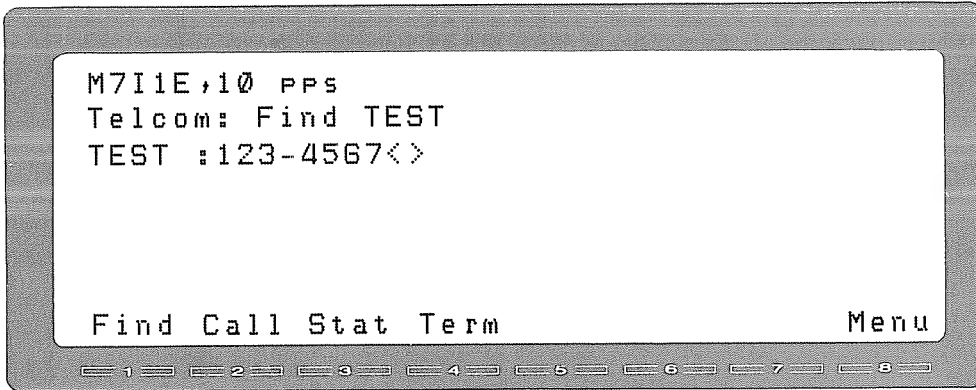 M7I1E,10 pps
Telcom: Find TEST
TEST :123-4567<>
Find Call Stat Term Menu
1 2 3 4 5 6 7 8